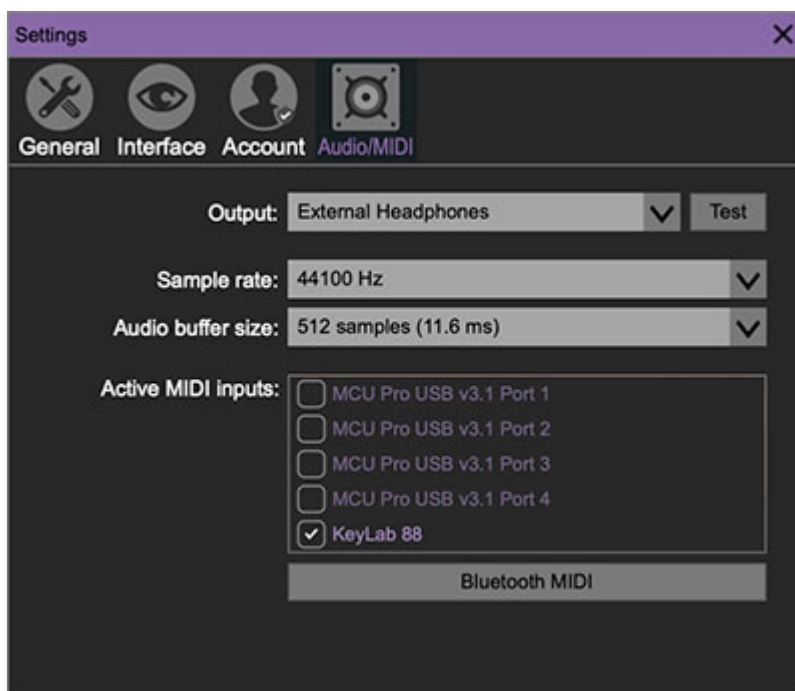 Settings
General Interface Account Audio/MIDI
Output: External Headphones Test
Sample rate: 44100 Hz
Audio buffer size: 512 samples (11.6 ms)
Active MIDI inputs: MCU Pro USB v3.1 Port 1
MCU Pro USB v3.1 Port 2
MCU Pro USB v3.1 Port 3
MCU Pro USB v3.1 Port 4
KeyLab 88
Bluetooth MIDI